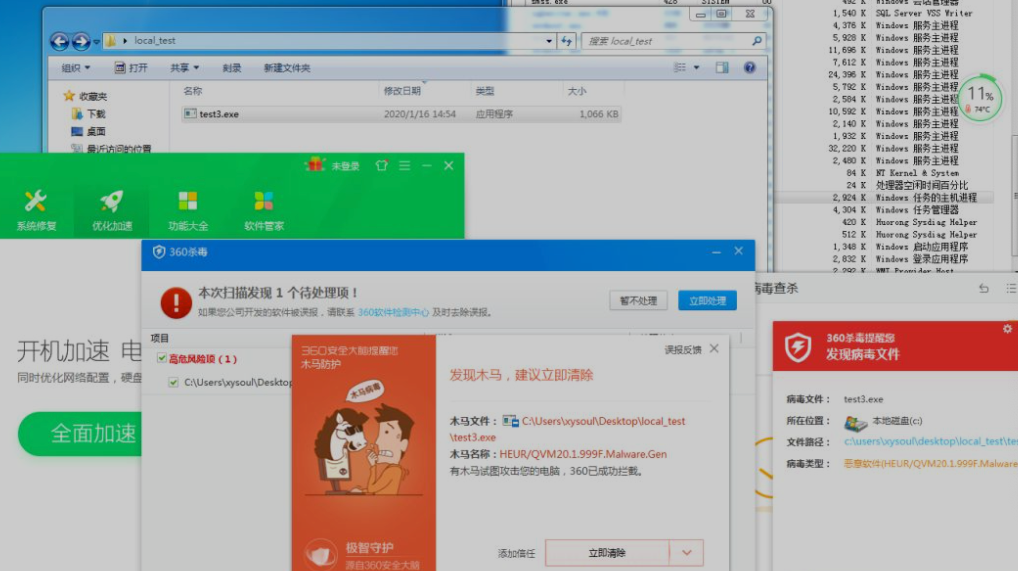 local_test
搜索 local_test
组织 打开 共享 刻录 新建文件夹
收藏夹
下载
桌面
最近访问的位置
名称 修改日期 类型 大小
test3.exe 2020/1/16 14:54 应用程序 1,066 KB
1,540 K SQL Server VSS Writer
4,376 K Windows 服务主进程
5,928 K Windows 服务主进程
11,696 K Windows 服务主进程
7,612 K Windows 服务主进程
24,396 K Windows 服务主进程
5,792 K Windows 服务主进程
2,584 K Windows 服务主进程
10,592 K Windows 服务主进程
2,140 K Windows 服务主进程
1,932 K Windows 服务主进程
32,220 K Windows 服务主进程
2,480 K Windows 服务主进程
84 K NT Kernel & System
24 K 处理器空闲时间百分比
2,924 K Windows 任务的主机进程
4,304 K Windows 任务管理器
420 K Huorong Sysdiag Helper
512 K Huorong Sysdiag Helper
1,348 K Windows 启动应用程序
2,832 K Windows 登录应用程序
2,292 K WMI Provider Host
11%
74°C
未登录
系统修复 优化加速 功能大全 软件管家
开机加速
同时优化网络配置，硬盘
全面加速
360杀毒
本次扫描发现 1 个待处理项！
如果您公司开发的软件被误报，请联系 360软件检测中心 及时去除误报。
暂不处理 立即处理
项目
高危风险项（1）
C:\Users\xysoul\Desktop
360安全大脑提醒您
木马防护
木马病毒
极智守护
源自360安全大脑
误报反馈
发现木马，建议立即清除
木马文件： C:\Users\xysoul\Desktop\local_test
\test3.exe
木马名称：HEUR/QVM20.1.999F.Malware.Gen
有木马试图攻击您的电脑，360已成功拦截。
添加信任 立即清除
病毒查杀
360杀毒提醒您
发现病毒文件
病毒文件： test3.exe
所在位置： 本地磁盘(c:)
文件路径： c:\users\xysoul\desktop\local_test\te
病毒类型： 恶意软件(HEUR/QVM20.1.999F.Malware